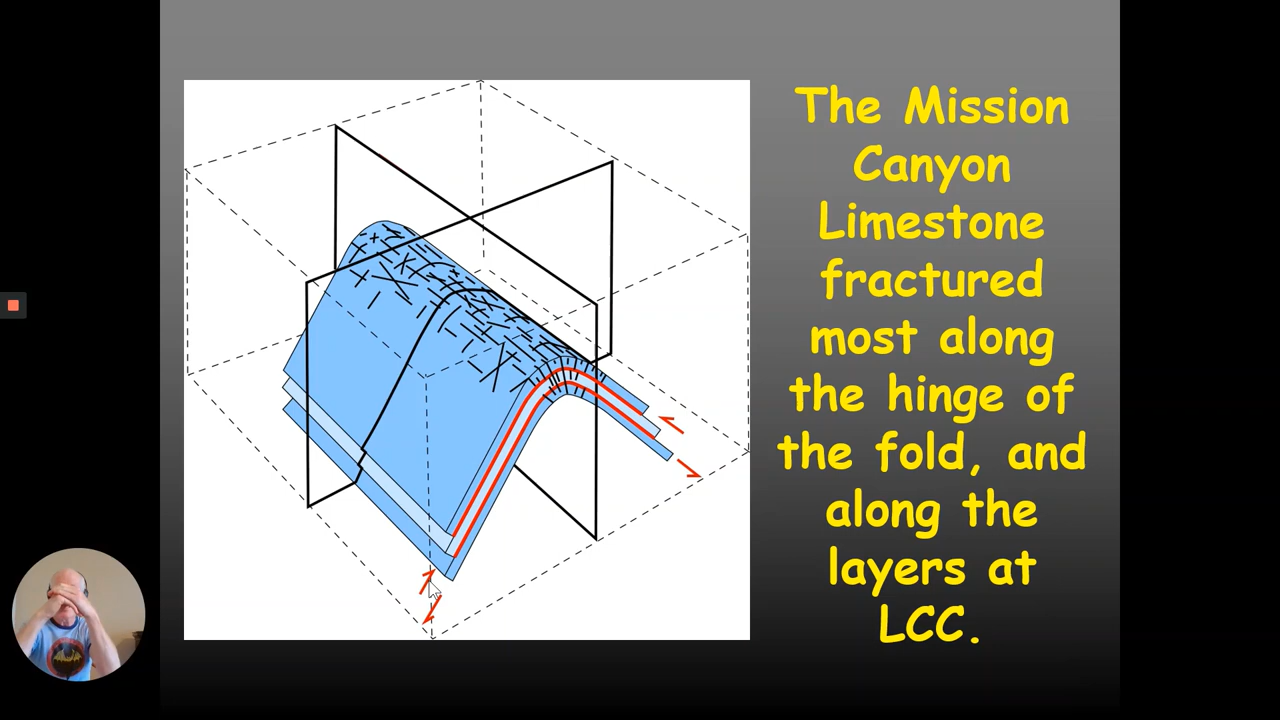 The Mission
Canyon
Limestone
fractured
most along
the hinge of
the fold, and
along the
layers at
LCC.